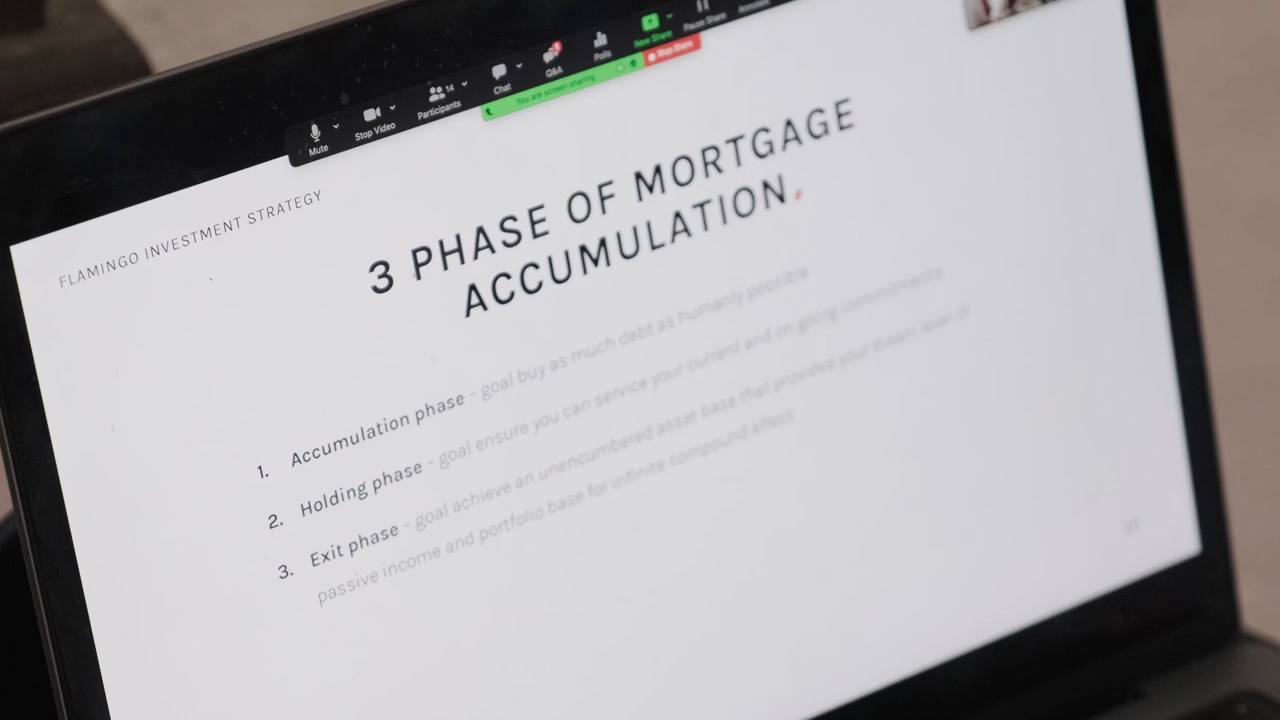 Mute
Stop Video
14
Participants
Chat
Q&A
Polls
New Share
Pause Share
Annotate
You are screen sharing
Stop Share
FLAMINGO INVESTMENT STRATEGY
3 PHASE OF MORTGAGE
ACCUMULATION.
1. Accumulation phase - goal buy as much debt as humanly possible
2. Holding phase - goal ensure you can service your current and on going commitments
3. Exit phase - goal achieve an unencumbered asset base that provides your dream level of
passive income and portfolio base for infinite compound effect